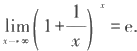 lim(1+1/x)^x = e.
x→∞